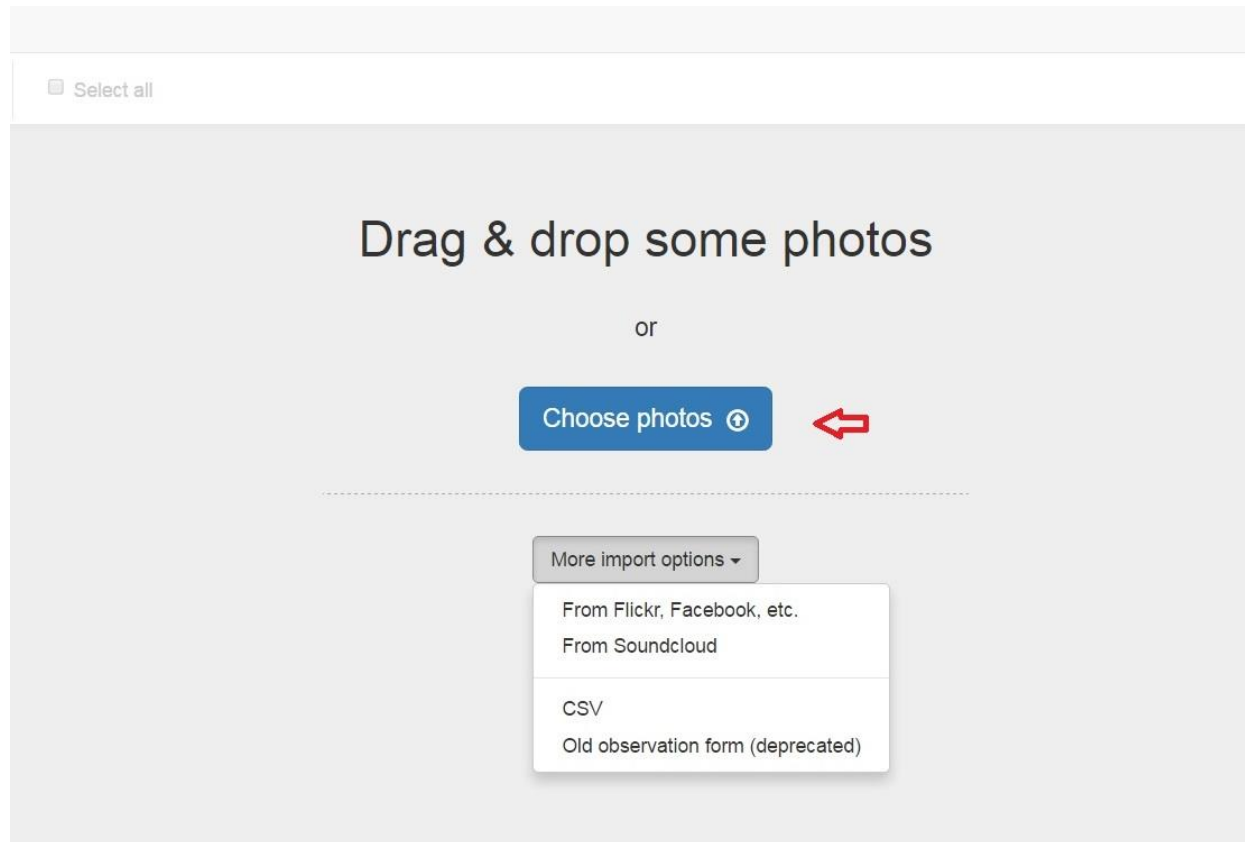 Select all
Drag & drop some photos
or
Choose photos
More import options
From Flickr, Facebook, etc.
From Soundcloud
CSV
Old observation form (deprecated)